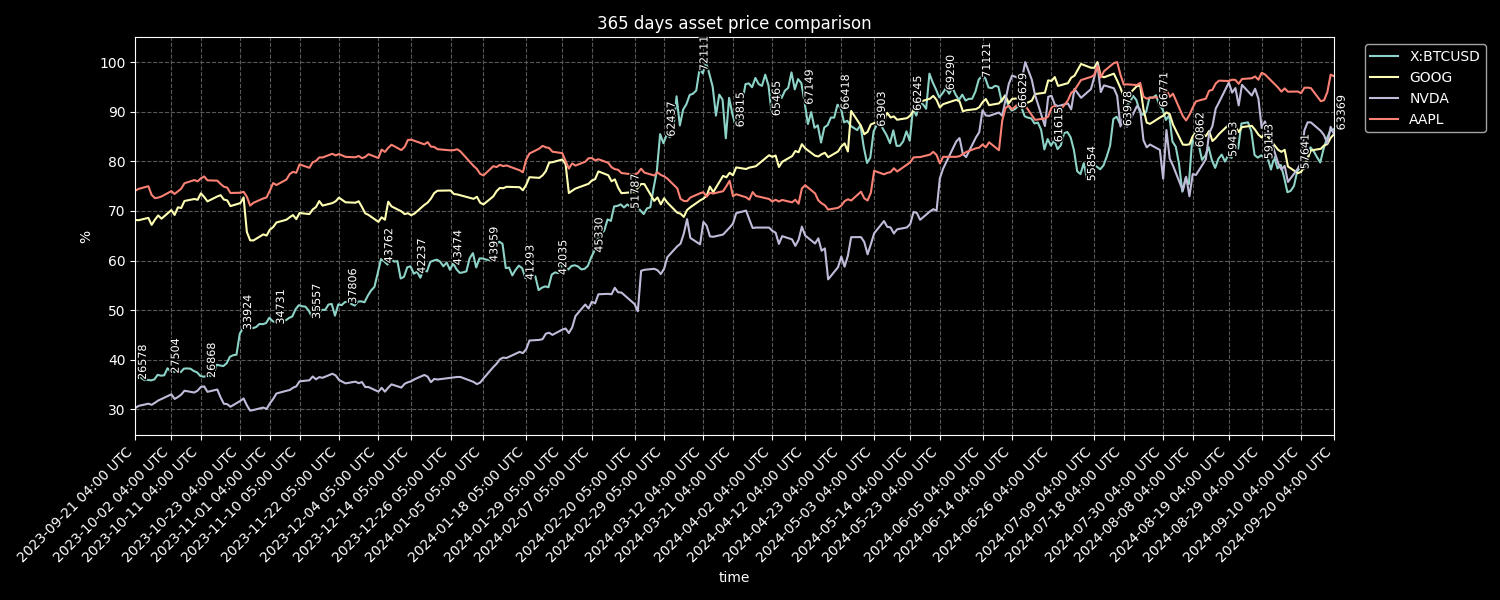 365 days asset price comparison
X:BTCUSD
GOOG
NVDA
AAPL
%
100
90
80
70
60
50
40
30
26578
27504
26868
33924
34731
35557
37806
43762
42237
43474
43959
41293
42035
45330
51787
62437
72111
63815
65465
67149
66418
63903
66245
69290
71121
66629
61615
55854
63978
66771
60862
59453
59113
57641
63369
2023-09-21 04:00 UTC
2023-10-02 04:00 UTC
2023-10-11 04:00 UTC
2023-10-23 04:00 UTC
2023-11-01 04:00 UTC
2023-11-10 05:00 UTC
2023-11-22 05:00 UTC
2023-12-04 05:00 UTC
2023-12-14 05:00 UTC
2023-12-26 05:00 UTC
2024-01-05 05:00 UTC
2024-01-18 05:00 UTC
2024-01-29 05:00 UTC
2024-02-07 05:00 UTC
2024-02-20 05:00 UTC
2024-02-29 05:00 UTC
2024-03-12 04:00 UTC
2024-03-21 04:00 UTC
2024-04-02 04:00 UTC
2024-04-12 04:00 UTC
2024-04-23 04:00 UTC
2024-05-03 04:00 UTC
2024-05-14 04:00 UTC
2024-05-23 04:00 UTC
2024-06-05 04:00 UTC
2024-06-14 04:00 UTC
2024-06-26 04:00 UTC
2024-07-09 04:00 UTC
2024-07-18 04:00 UTC
2024-07-30 04:00 UTC
2024-08-08 04:00 UTC
2024-08-19 04:00 UTC
2024-08-29 04:00 UTC
2024-09-10 04:00 UTC
2024-09-20 04:00 UTC
time